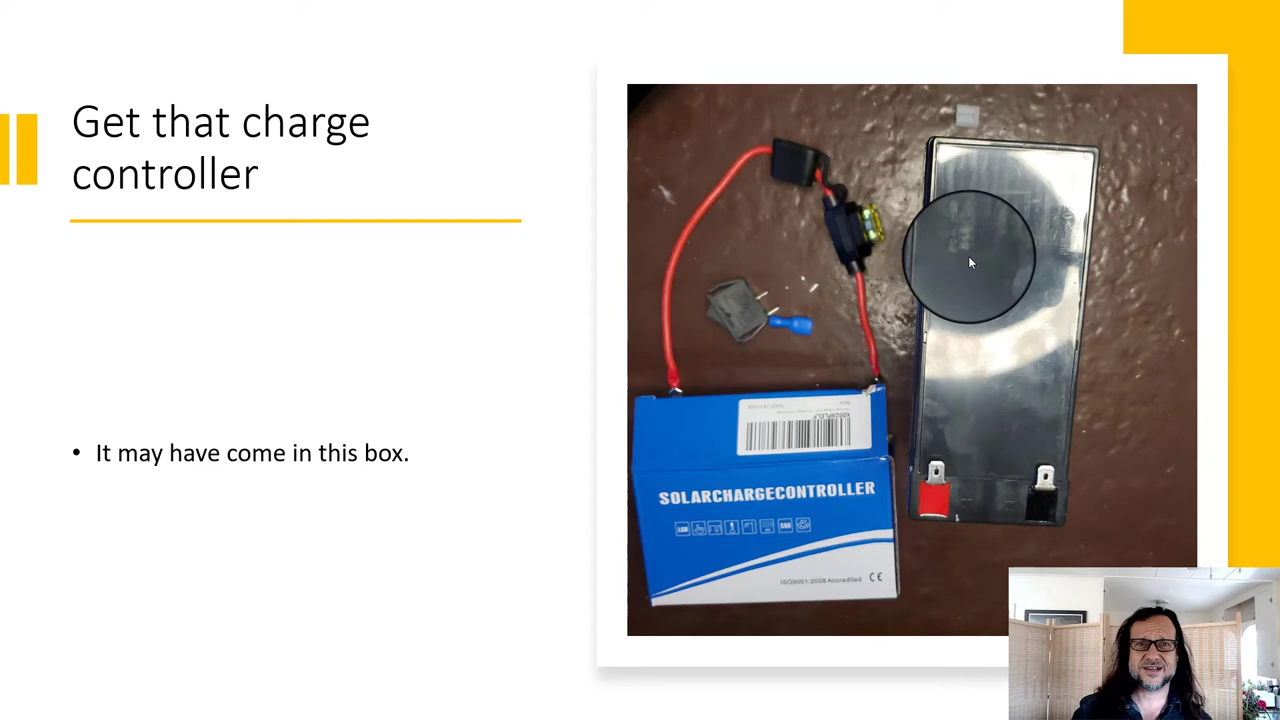 Get that charge
controller
• It may have come in this box.
SOLARCHARGECONTROLLER
ISO9001:2008 Accredited CE